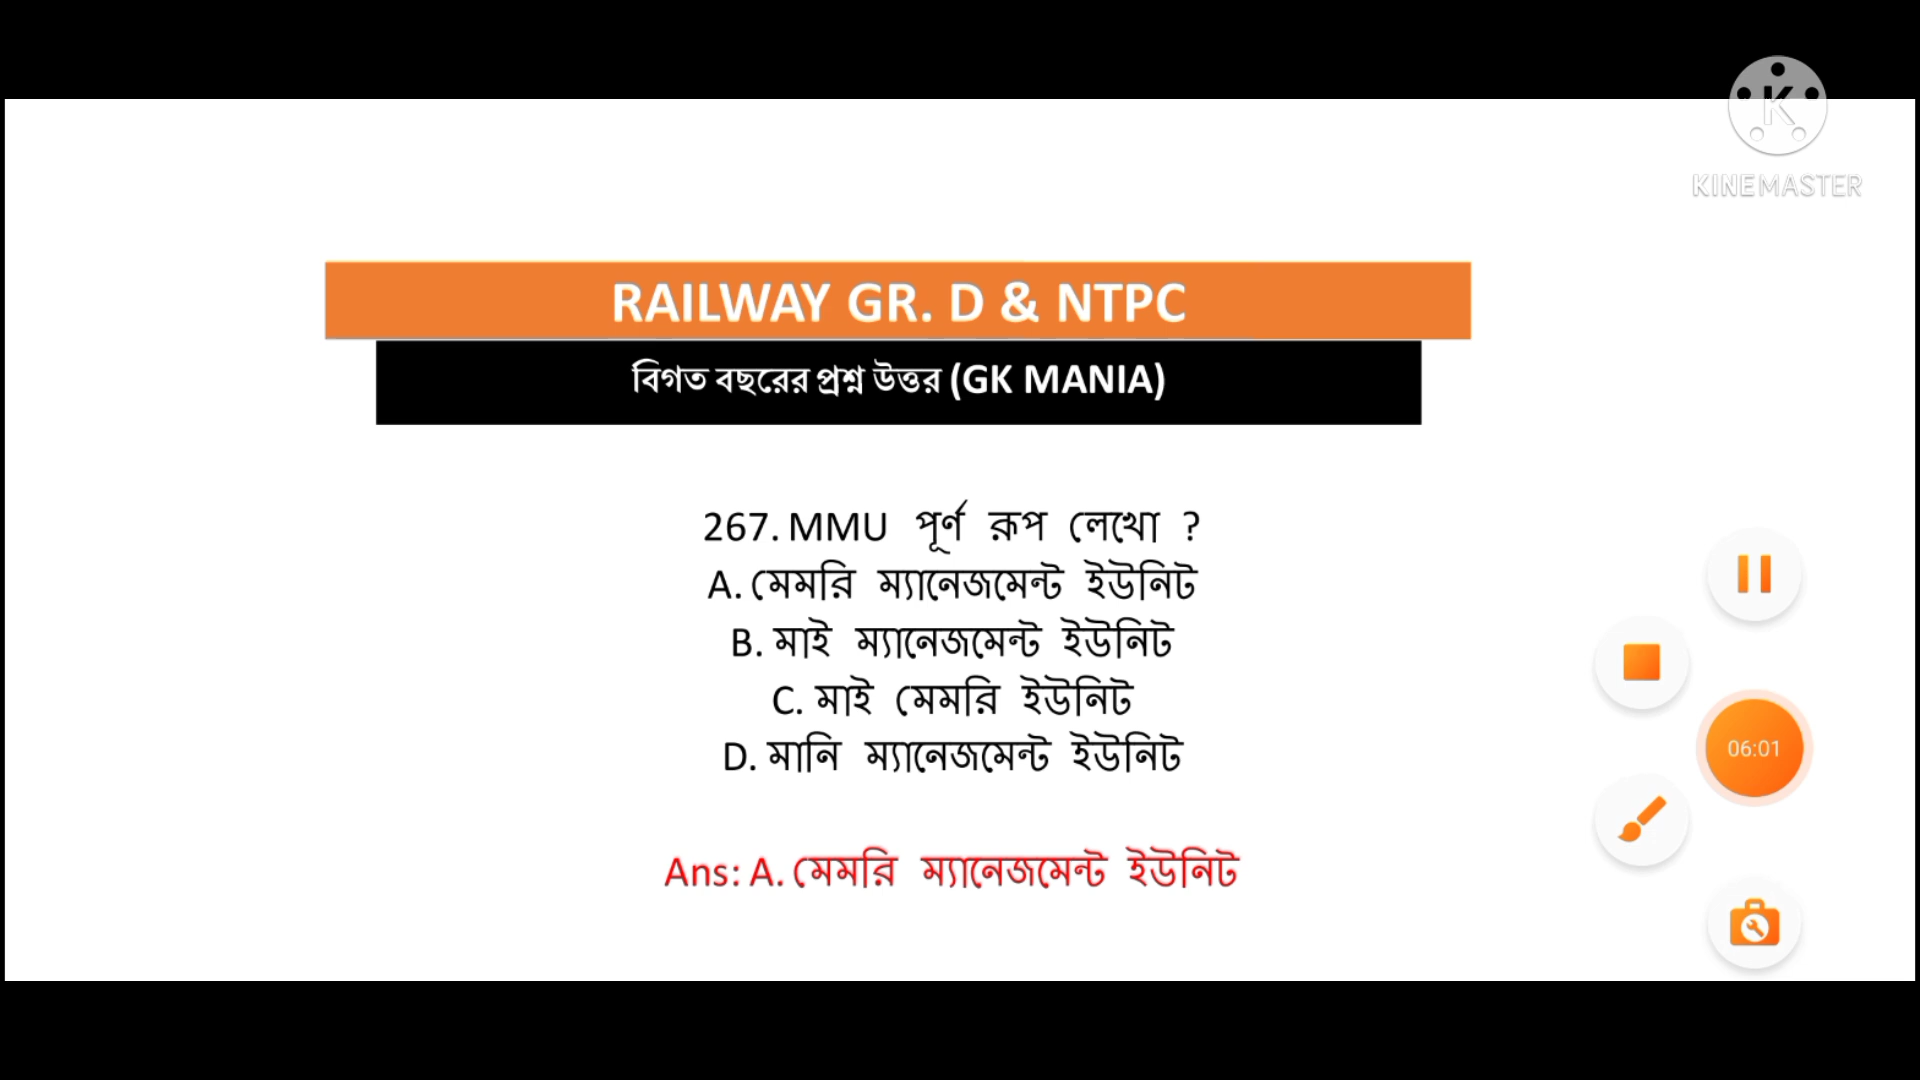 KINEMASTER
RAILWAY GR. D & NTPC
বিগত বছরের প্রশ্ন উত্তর (GK MANIA)
267. MMU পূর্ণ রূপ লেখো ?
A. মেমরি ম্যানেজমেন্ট ইউনিট
B. মাই ম্যানেজমেন্ট ইউনিট
C. মাই মেমরি ইউনিট
D. মানি ম্যানেজমেন্ট ইউনিট
06:01
Ans: A. মেমরি ম্যানেজমেন্ট ইউনিট